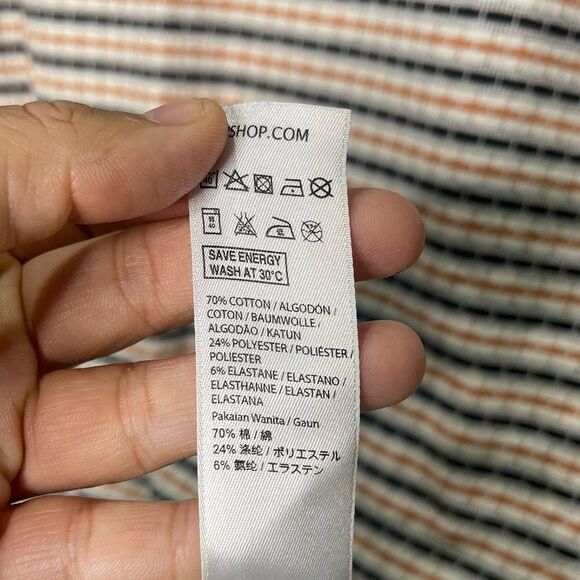 SHOP.COM
40
SAVE ENERGY
WASH AT 30°C
70% COTTON / ALGODÓN /
COTON / BAUMWOLLE /
ALGODÃO / KATUN
24% POLYESTER / POLIÉSTER /
POLIESTER
6% ELASTANE / ELASTANO /
ELASTHANNE / ELASTAN /
ELASTANA
Pakaian Wanita / Gaun
70% 棉 / 綿
24% 涤纶 / ポリエステル
6% 氨纶 / エラステン